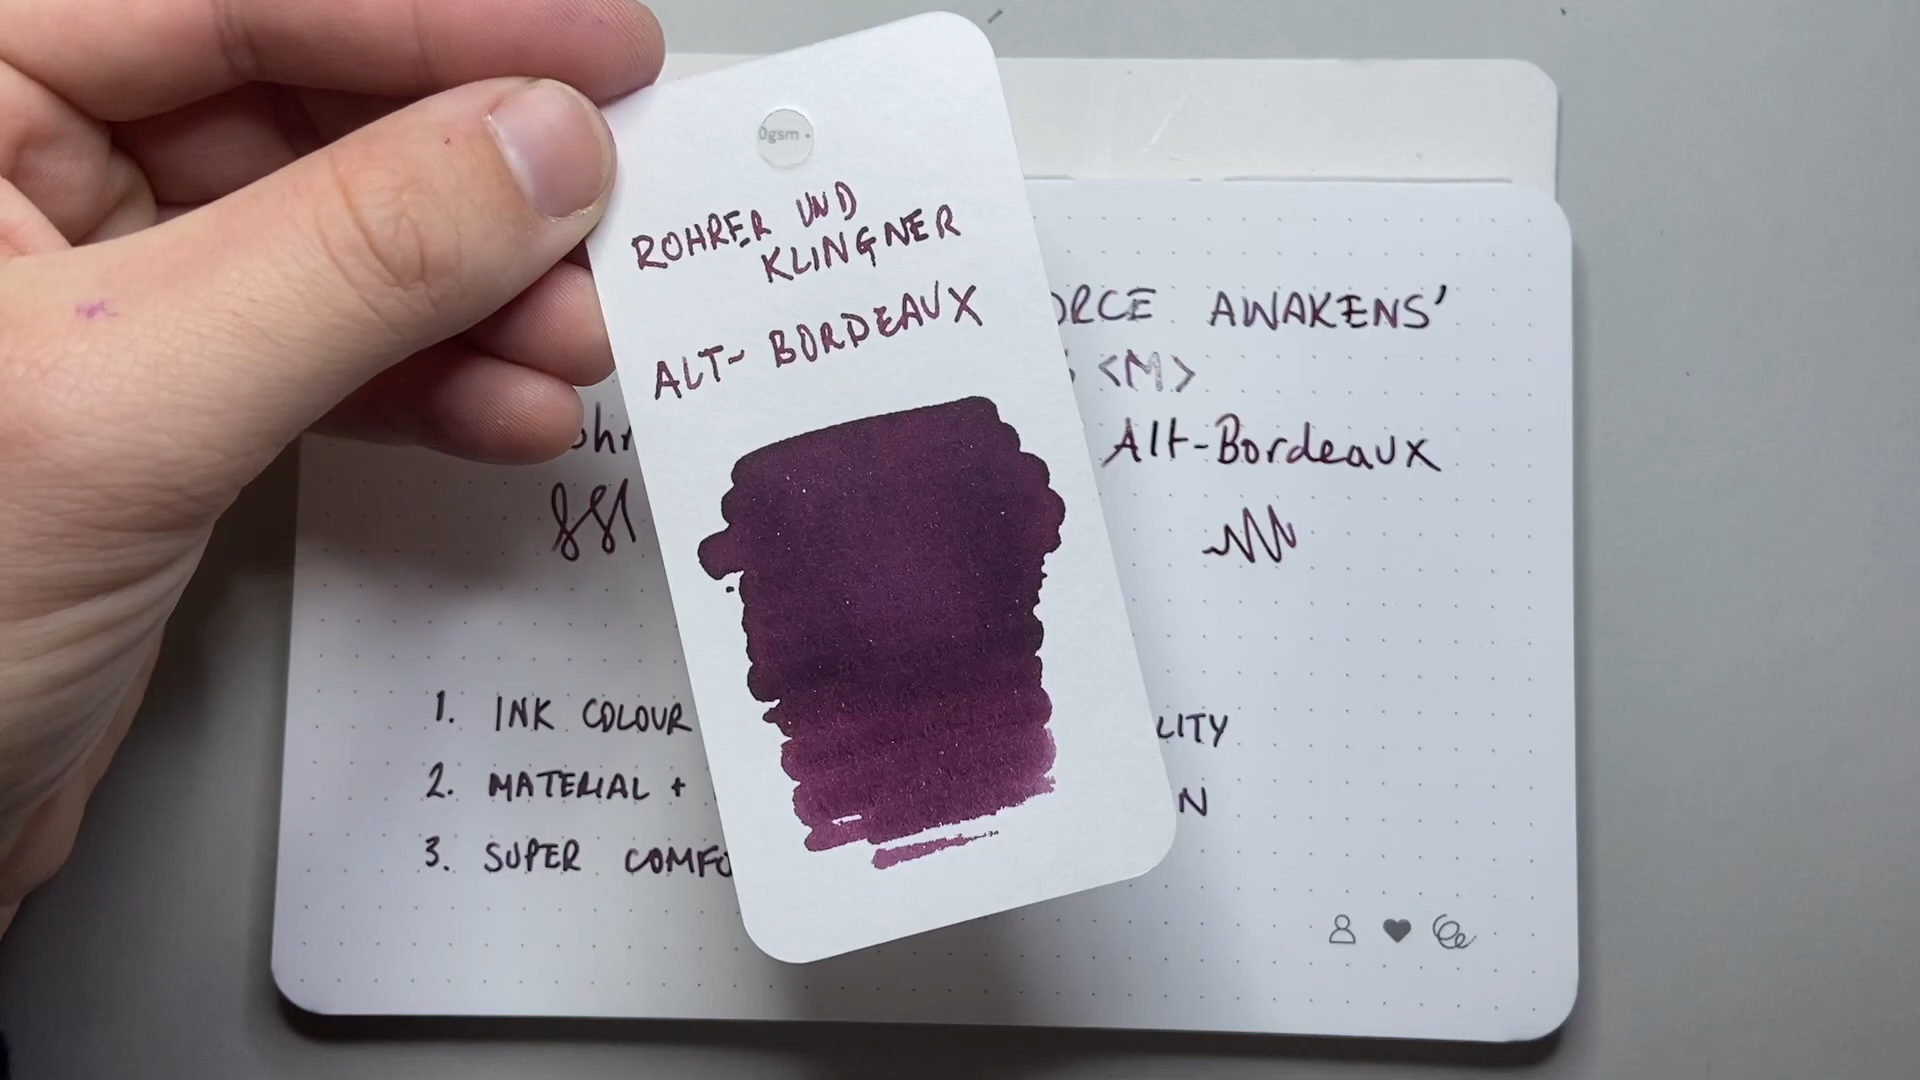 0gsm •
ROHRER UND
KLINGNER
ALT- BORDEAUX
ORCE AWAKENS'
<M>
ohr
Alt-Bordeaux
1. INK COLOUR
LITY
2. MATERIAL +
N
3. SUPER COMFO